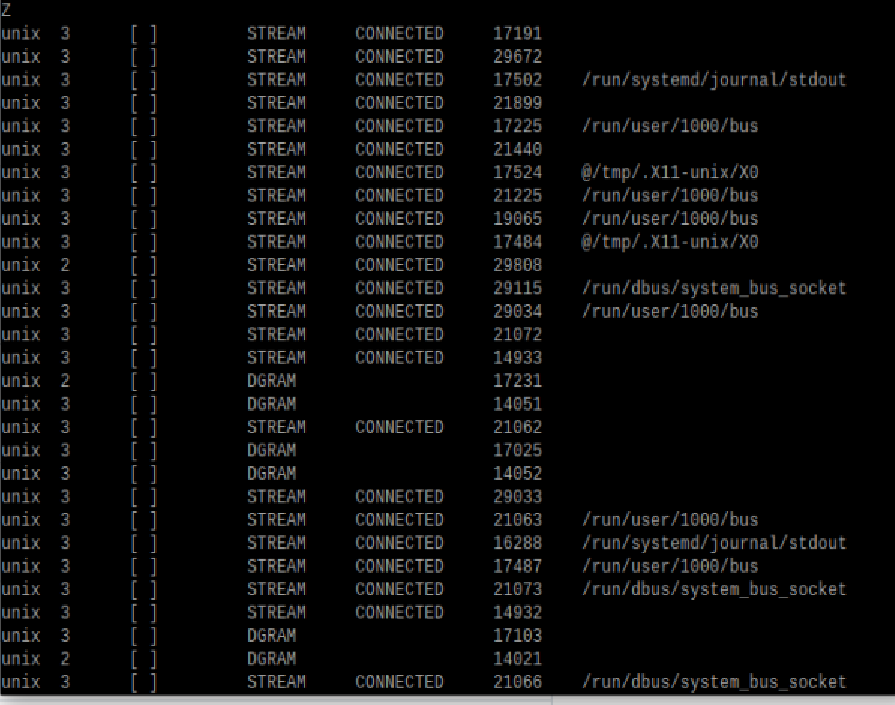 Z
unix 3 [ ] STREAM CONNECTED 17191
unix 3 [ ] STREAM CONNECTED 29672
unix 3 [ ] STREAM CONNECTED 17502 /run/systemd/journal/stdout
unix 3 [ ] STREAM CONNECTED 21899
unix 3 [ ] STREAM CONNECTED 17225 /run/user/1000/bus
unix 3 [ ] STREAM CONNECTED 21440
unix 3 [ ] STREAM CONNECTED 17524 @/tmp/.X11-unix/X0
unix 3 [ ] STREAM CONNECTED 21225 /run/user/1000/bus
unix 3 [ ] STREAM CONNECTED 19065 /run/user/1000/bus
unix 3 [ ] STREAM CONNECTED 17484 @/tmp/.X11-unix/X0
unix 2 [ ] STREAM CONNECTED 29808
unix 3 [ ] STREAM CONNECTED 29115 /run/dbus/system_bus_socket
unix 3 [ ] STREAM CONNECTED 29034 /run/user/1000/bus
unix 3 [ ] STREAM CONNECTED 21072
unix 3 [ ] STREAM CONNECTED 14933
unix 2 [ ] DGRAM 17231
unix 3 [ ] DGRAM 14051
unix 3 [ ] STREAM CONNECTED 21062
unix 3 [ ] DGRAM 17025
unix 3 [ ] DGRAM 14052
unix 3 [ ] STREAM CONNECTED 29033
unix 3 [ ] STREAM CONNECTED 21063 /run/user/1000/bus
unix 3 [ ] STREAM CONNECTED 16288 /run/systemd/journal/stdout
unix 3 [ ] STREAM CONNECTED 17487 /run/user/1000/bus
unix 3 [ ] STREAM CONNECTED 21073 /run/dbus/system_bus_socket
unix 3 [ ] STREAM CONNECTED 14932
unix 3 [ ] DGRAM 17103
unix 2 [ ] DGRAM 14021
unix 3 [ ] STREAM CONNECTED 21066 /run/dbus/system_bus_socket